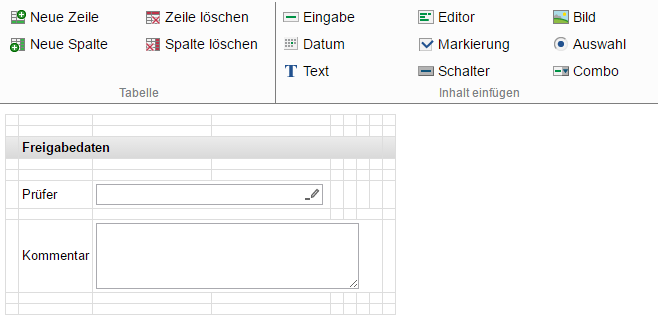 Neue Zeile Zeile löschen Eingabe Editor Bild
Neue Spalte Spalte löschen Datum Markierung Auswahl
T Text Schalter Combo
Tabelle Inhalt einfügen
Freigabedaten
Prüfer
Kommentar